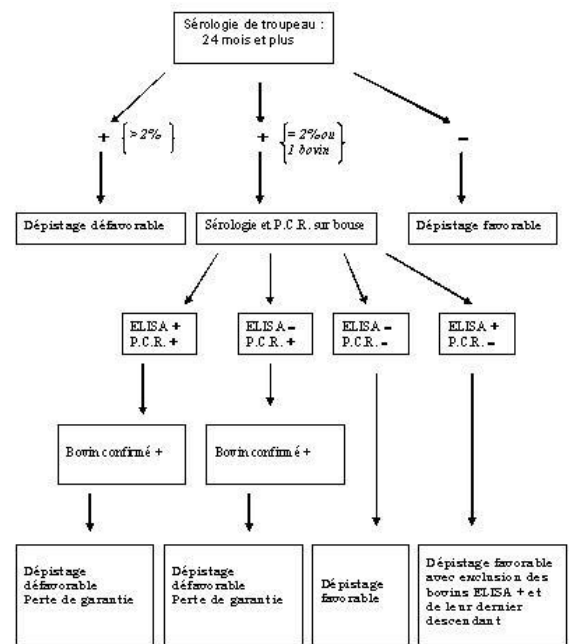 Sérologie de troupeau :
24 mois et plus
+ { > 2% }
+ { = 2% ou
1 bovin }
–
Dépistage défavorable
Sérologie et P.C.R. sur bouse
Dépistage favorable
ELISA +
P.C.R. +
ELISA –
P.C.R. +
ELISA –
P.C.R. –
ELISA +
P.C.R. –
Bovin confirmé +
Bovin confirmé +
Dépistage
défavorable
Perte de garantie
Dépistage
défavorable
Perte de garantie
Dépistage
favorable
Dépistage favorable
avec exclusion des
bovins ELISA + et
de leur dernier
descendant